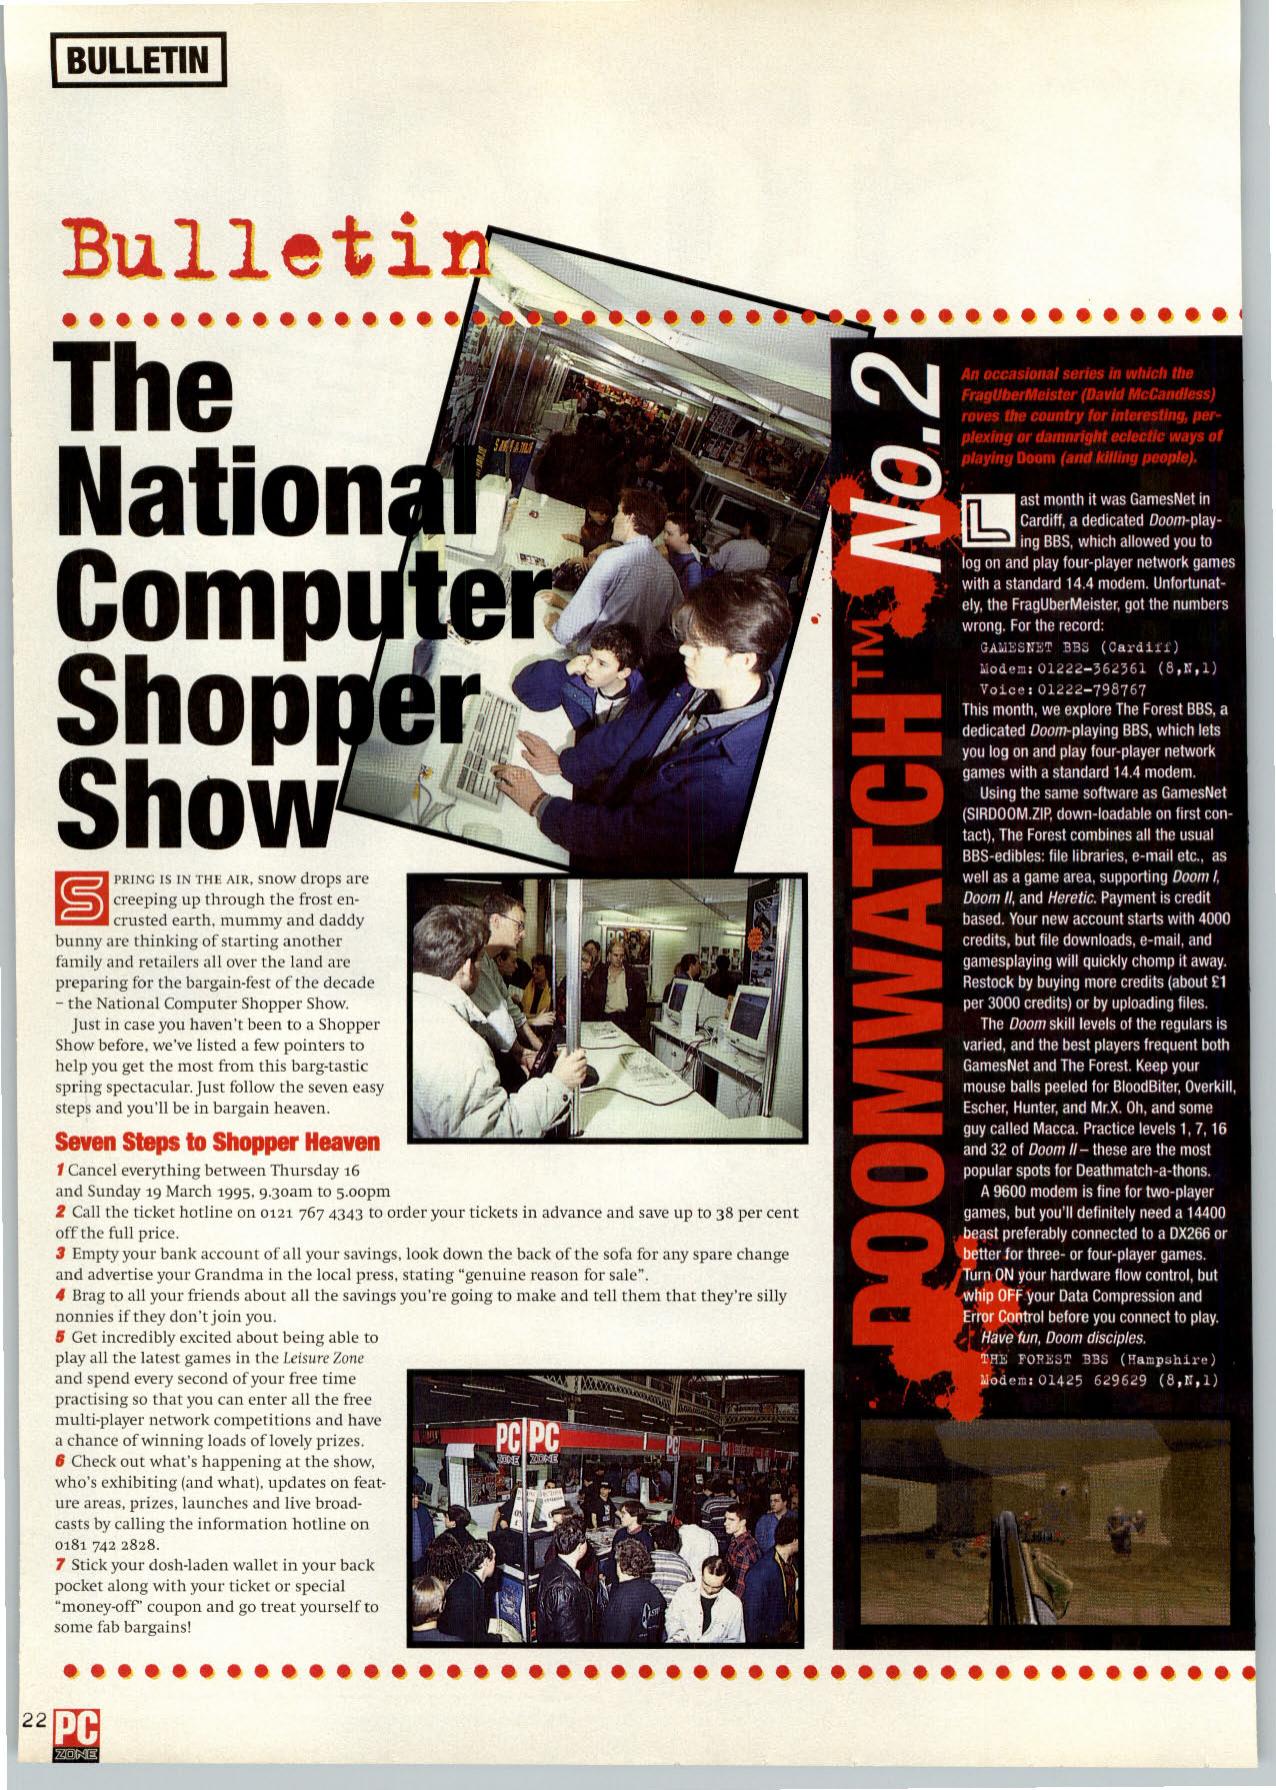 BULLETIN
Bulletin
The
National
Computer
Shopper
Show
SPRING IS IN THE AIR, snow drops are
creeping up through the frost en-
crusted earth, mummy and daddy
bunny are thinking of starting another
family and retailers all over the land are
preparing for the bargain-fest of the decade
– the National Computer Shopper Show.
Just in case you haven't been to a Shopper
Show before, we've listed a few pointers to
help you get the most from this barg-tastic
spring spectacular. Just follow the seven easy
steps and you'll be in bargain heaven.
Seven Steps to Shopper Heaven
1 Cancel everything between Thursday 16
and Sunday 19 March 1995, 9.30am to 5.00pm
2 Call the ticket hotline on 0121 767 4343 to order your tickets in advance and save up to 38 per cent
off the full price.
3 Empty your bank account of all your savings, look down the back of the sofa for any spare change
and advertise your Grandma in the local press, stating "genuine reason for sale".
4 Brag to all your friends about all the savings you're going to make and tell them that they're silly
nonnies if they don't join you.
5 Get incredibly excited about being able to
play all the latest games in the Leisure Zone
and spend every second of your free time
practising so that you can enter all the free
multi-player network competitions and have
a chance of winning loads of lovely prizes.
6 Check out what's happening at the show,
who's exhibiting (and what), updates on feat-
ure areas, prizes, launches and live broad-
casts by calling the information hotline on
0181 742 2828.
7 Stick your dosh-laden wallet in your back
pocket along with your ticket or special
"money-off" coupon and go treat yourself to
some fab bargains!
PC PC
ZONE ZONE
PC
DOOMWATCH™ No.2
An occasional series in which the
FragUberMeister (David McCandless)
roves the country for interesting, per-
plexing or damnright eclectic ways of
playing Doom (and killing people).
Last month it was GamesNet in
Cardiff, a dedicated Doom-play-
ing BBS, which allowed you to
log on and play four-player network games
with a standard 14.4 modem. Unfortunat-
ely, the FragUberMeister, got the numbers
wrong. For the record:
GAMESNET BBS (Cardiff)
Modem: 01222-362361 (8,N,1)
Voice: 01222-798767
This month, we explore The Forest BBS, a
dedicated Doom-playing BBS, which lets
you log on and play four-player network
games with a standard 14.4 modem.
Using the same software as GamesNet
(SIRDOOM.ZIP, down-loadable on first con-
tact), The Forest combines all the usual
BBS-edibles: file libraries, e-mail etc., as
well as a game area, supporting Doom I,
Doom II, and Heretic. Payment is credit
based. Your new account starts with 4000
credits, but file downloads, e-mail, and
gamesplaying will quickly chomp it away.
Restock by buying more credits (about £1
per 3000 credits) or by uploading files.
The Doom skill levels of the regulars is
varied, and the best players frequent both
GamesNet and The Forest. Keep your
mouse balls peeled for BloodBiter, Overkill,
Escher, Hunter, and Mr.X. Oh, and some
guy called Macca. Practice levels 1, 7, 16
and 32 of Doom II – these are the most
popular spots for Deathmatch-a-thons.
A 9600 modem is fine for two-player
games, but you'll definitely need a 14400
beast preferably connected to a DX266 or
better for three- or four-player games.
Turn ON your hardware flow control, but
whip OFF your Data Compression and
Error Control before you connect to play.
Have fun, Doom disciples.
THE FOREST BBS (Hampshire)
Modem: 01425 629629 (8,N,1)
22 PC
ZONE